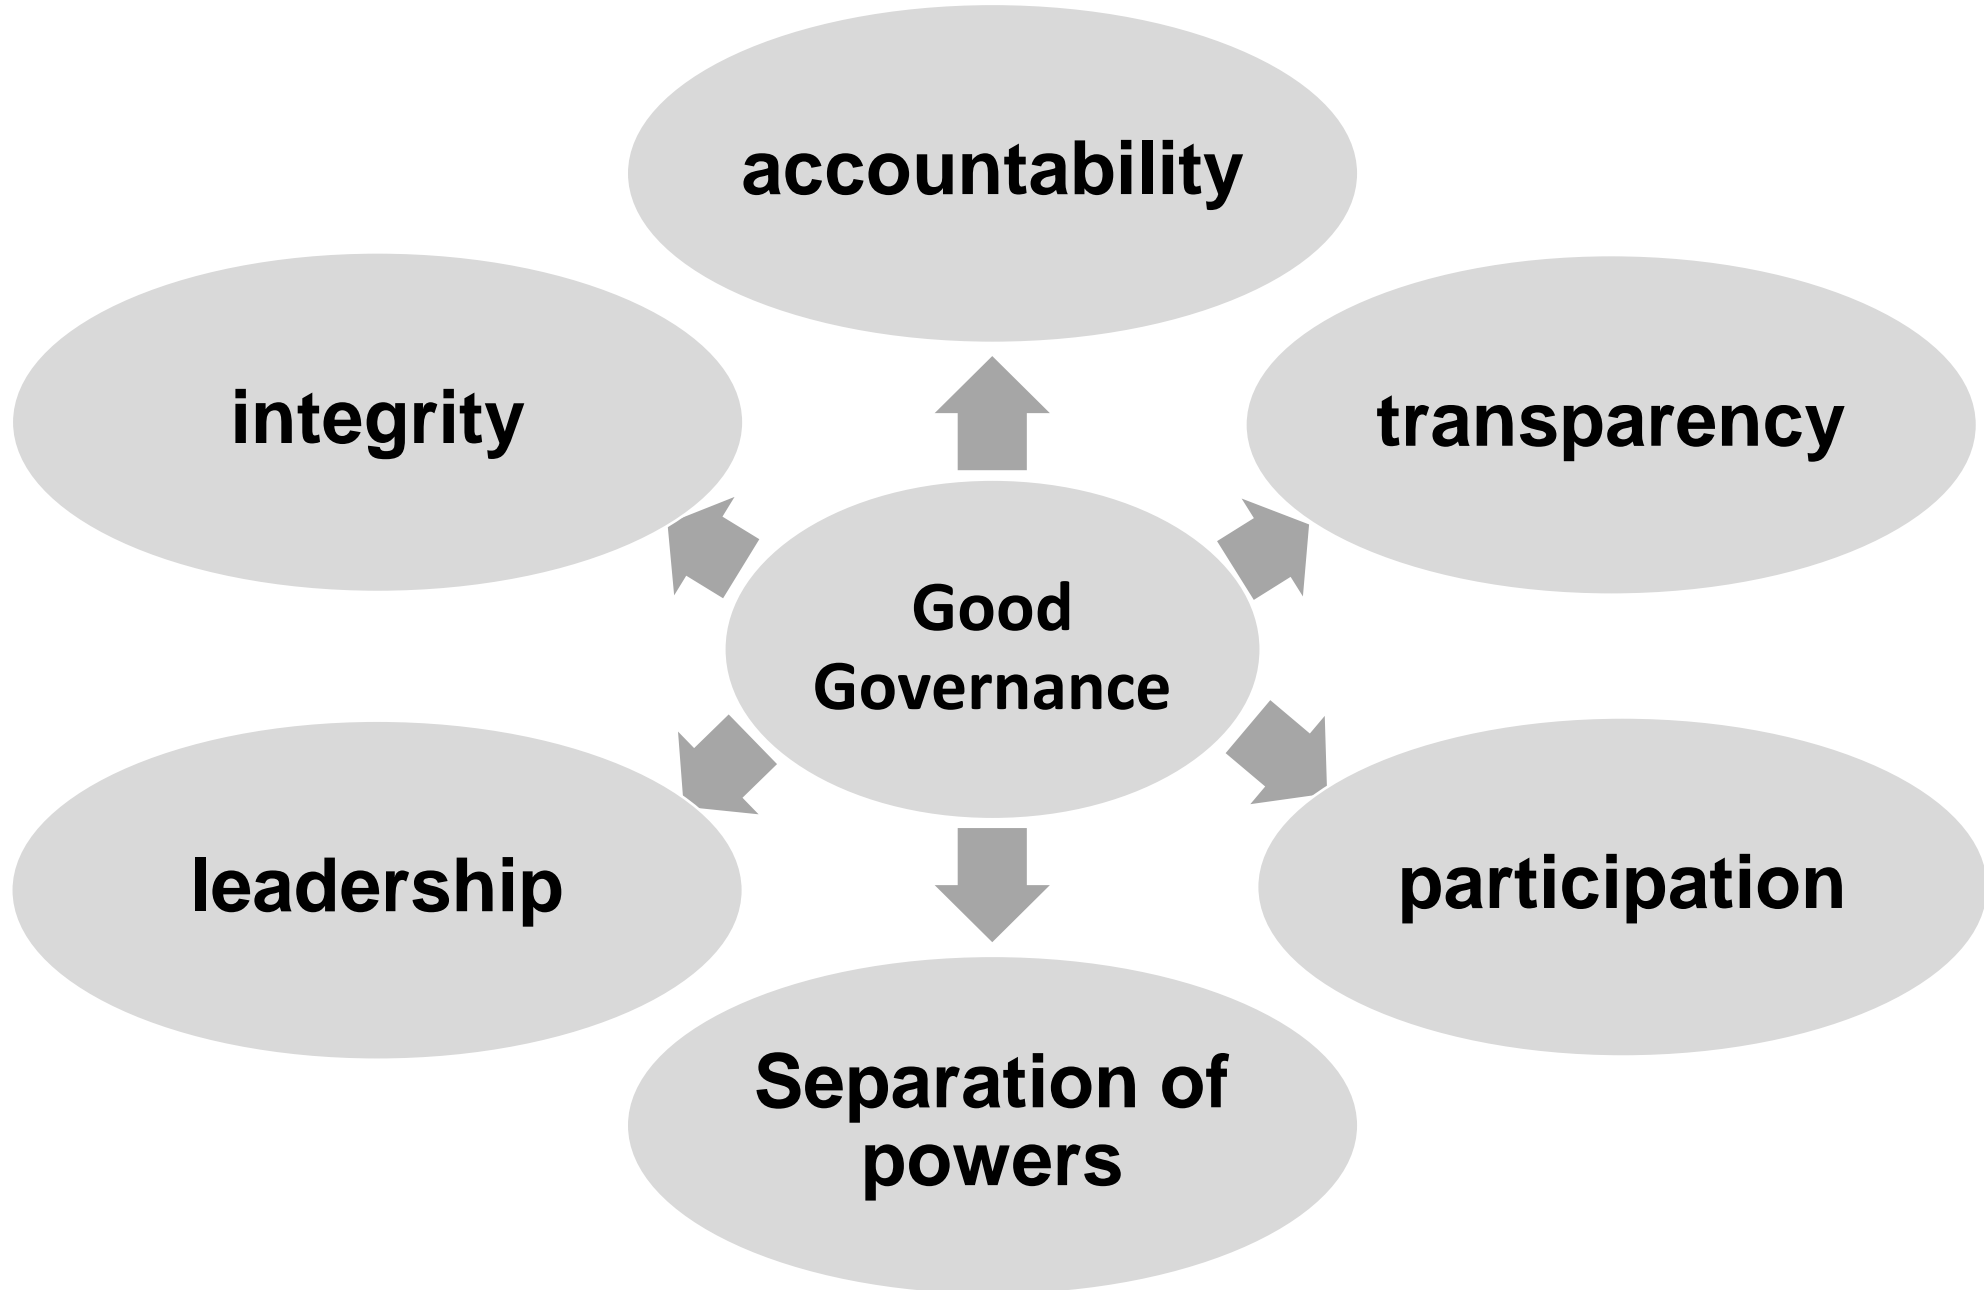 accountability
integrity
transparency
Good
Governance
leadership
participation
Separation of
powers